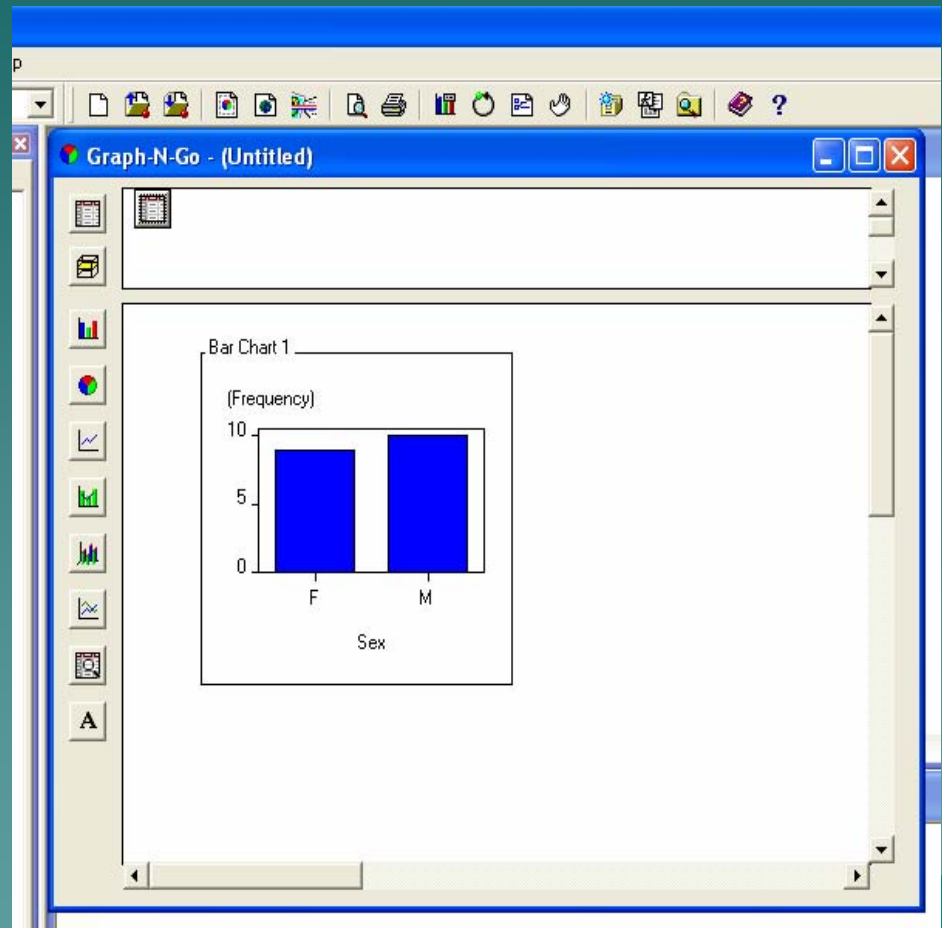 p
?
Graph-N-Go - (Untitled)
Bar Chart 1
(Frequency)
10
5
0
F M
Sex
A